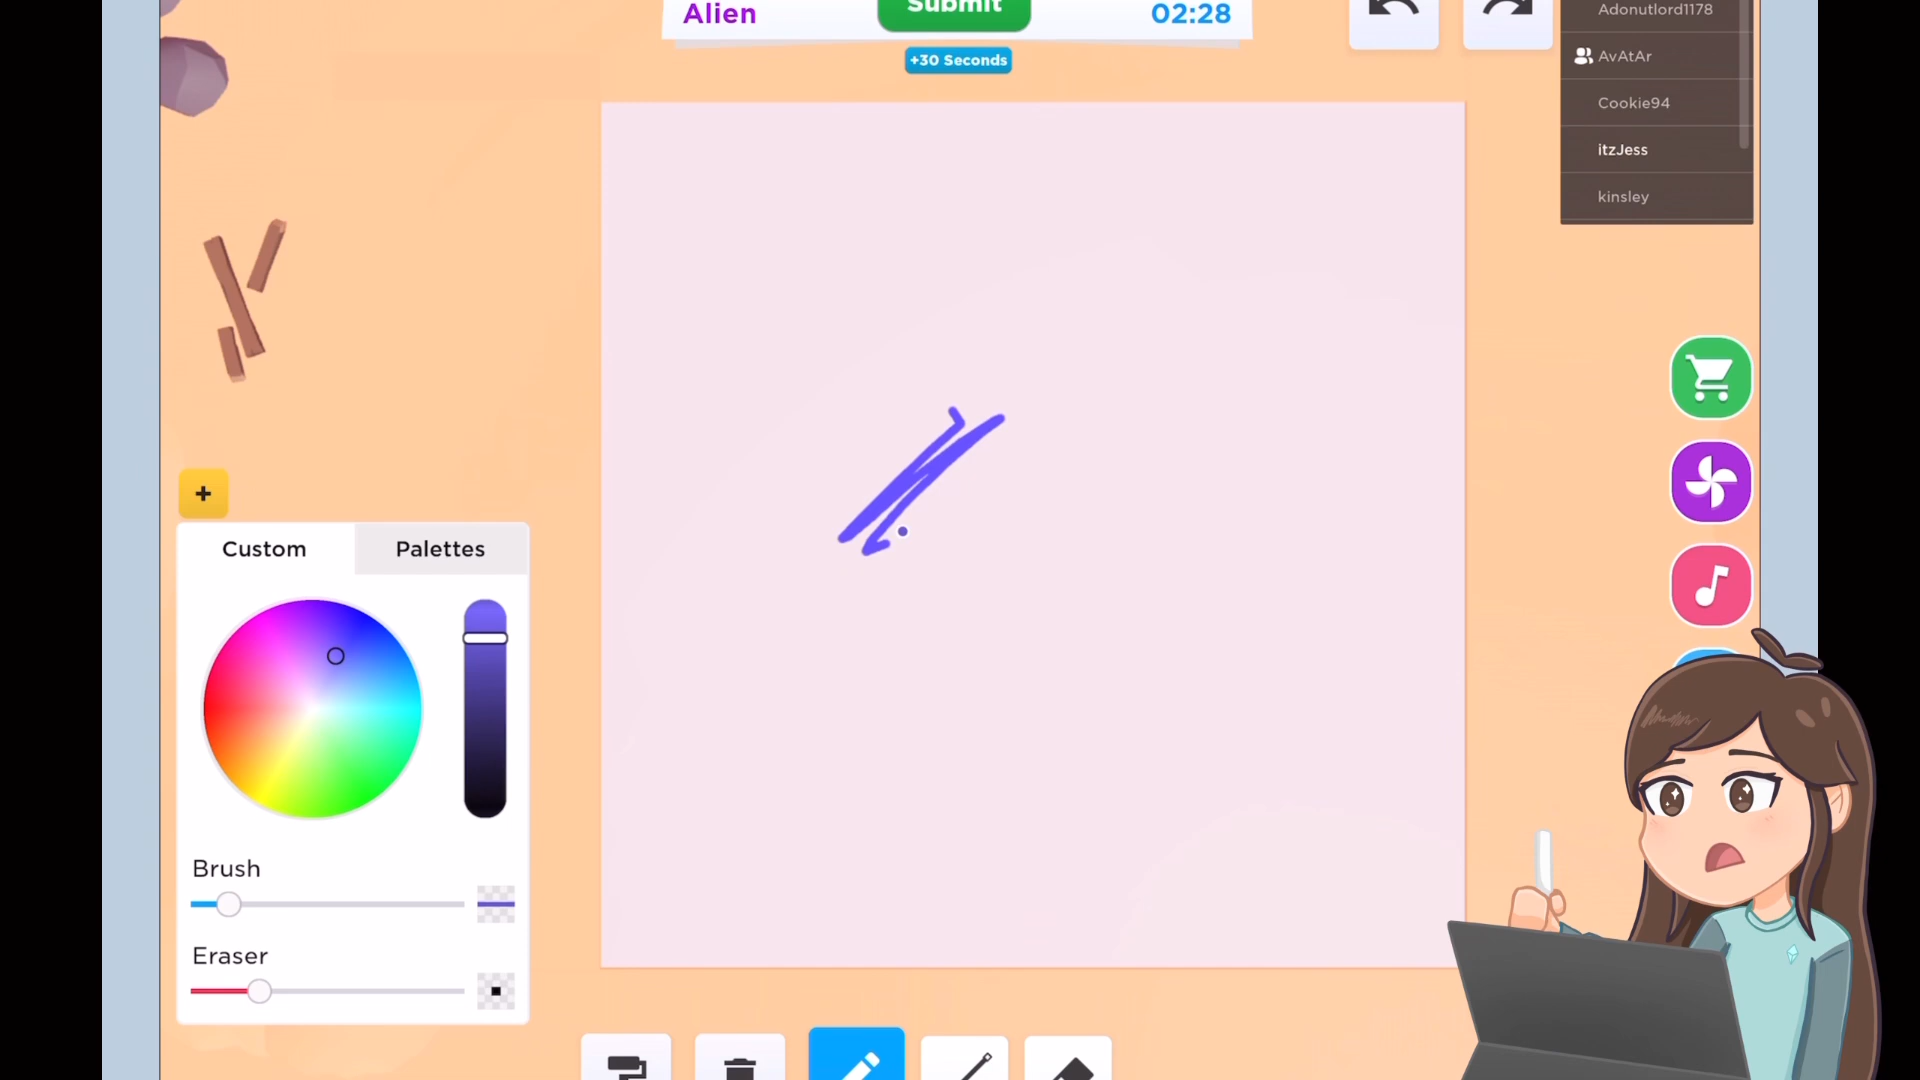 Alien
Submit
02:28
+30 Seconds
Adonutlord1178
AvAtAr
Cookie94
itzJess
kinsley
+
Custom
Palettes
Brush
Eraser